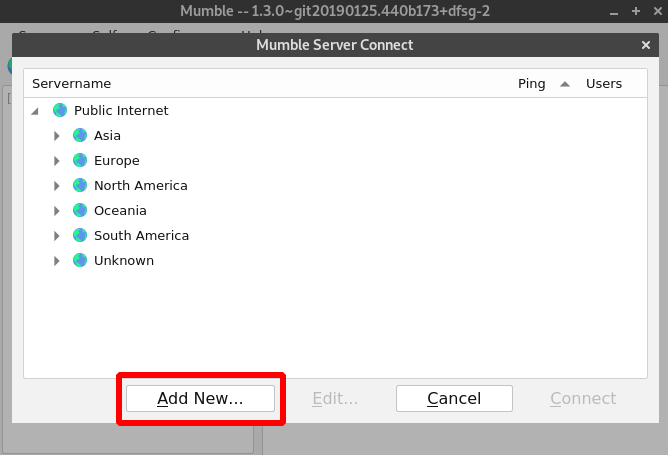 Mumble -- 1.3.0~git20190125.440b173+dfsg-2
Mumble Server Connect
Servername Ping Users
Public Internet
Asia
Europe
North America
Oceania
South America
Unknown
Add New... Edit... Cancel Connect